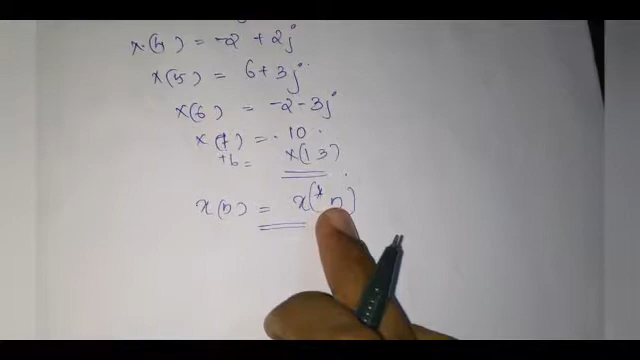 x(4) = -2 + 2j
x(5) = 6+3j
x(6) = -2-3j
x(7) = 10
+6 = x(13)
x(n) = x(